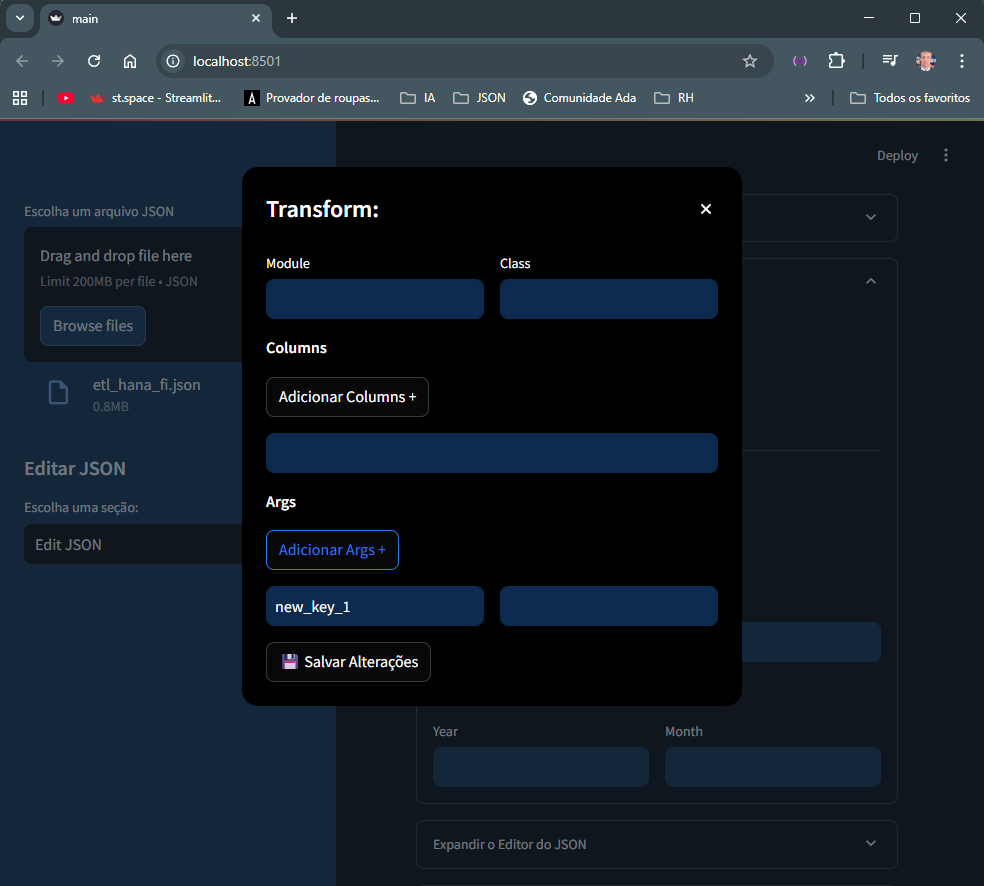 main
localhost:8501
st.space - Streamlit...
Provador de roupas...
IA
JSON
Comunidade Ada
RH
Todos os favoritos
Deploy
Escolha um arquivo JSON
Drag and drop file here
Limit 200MB per file • JSON
Browse files
etl_hana_fi.json
0.8MB
Editar JSON
Escolha uma seção:
Edit JSON
Transform:
Module
Class
Columns
Adicionar Columns +
Args
Adicionar Args +
new_key_1
Salvar Alterações
Year
Month
Expandir o Editor do JSON